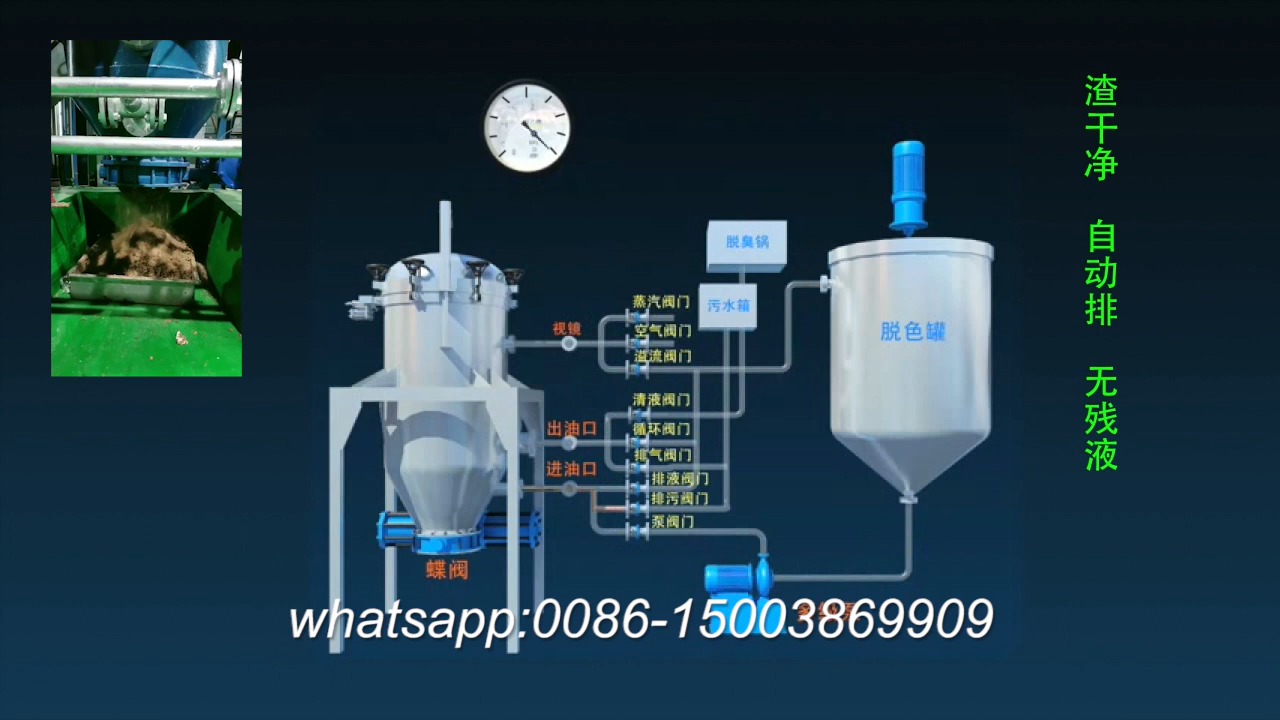 渣干净 自动排 无残液
脱臭锅
污水箱
脱色罐
蒸汽阀门
视镜
空气阀门
溢流阀门
清液阀门
出油口
循环阀门
排气阀门
进油口
排液阀门
排污阀门
泵阀门
蝶阀
whatsapp:0086-15003869909